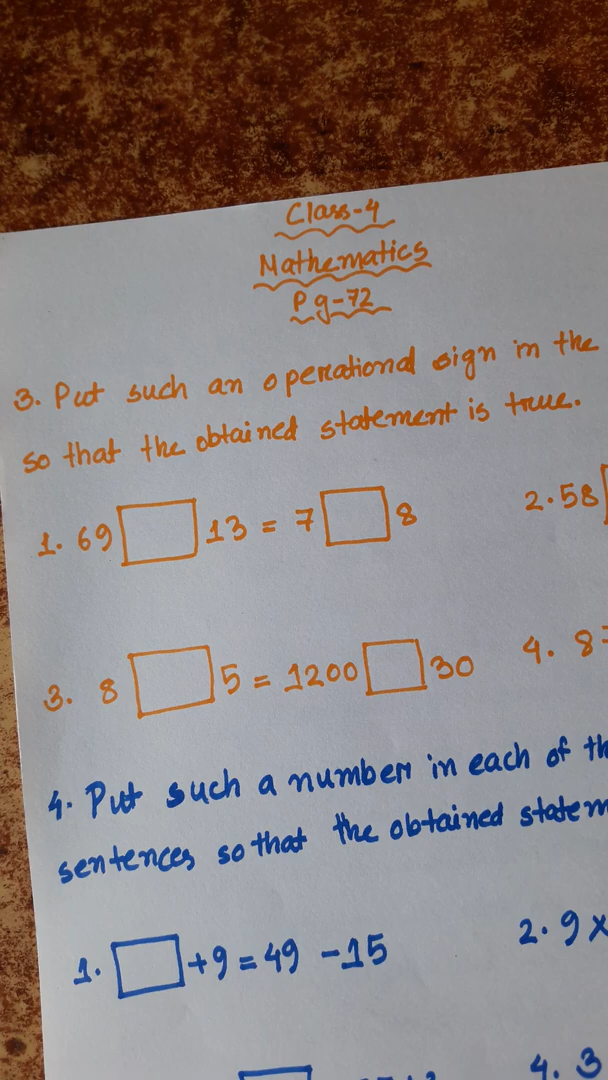 Class-4
Mathematics
Pg-72
3. Put such an operational sign in the
so that the obtained statement is true.
1. 69 □ 13 = 7 □ 8
2. 58
3. 8 □ 5 = 1200 □ 30
4. 8
4. Put such a number in each of
sentences so that the obtained
1. □ + 9 = 49 - 15
2. 9 x
4. 3